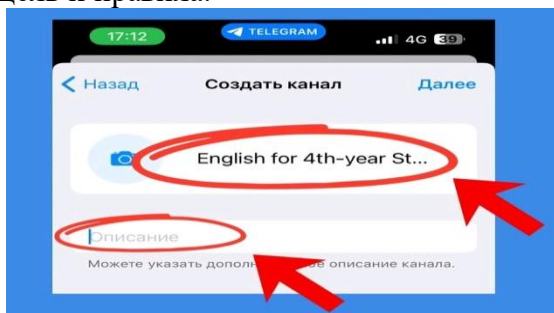 17:12 TELEGRAM 4G 39
Назад Создать канал Далее
English for 4th-year St...
Описание
Можете указать описание канала.